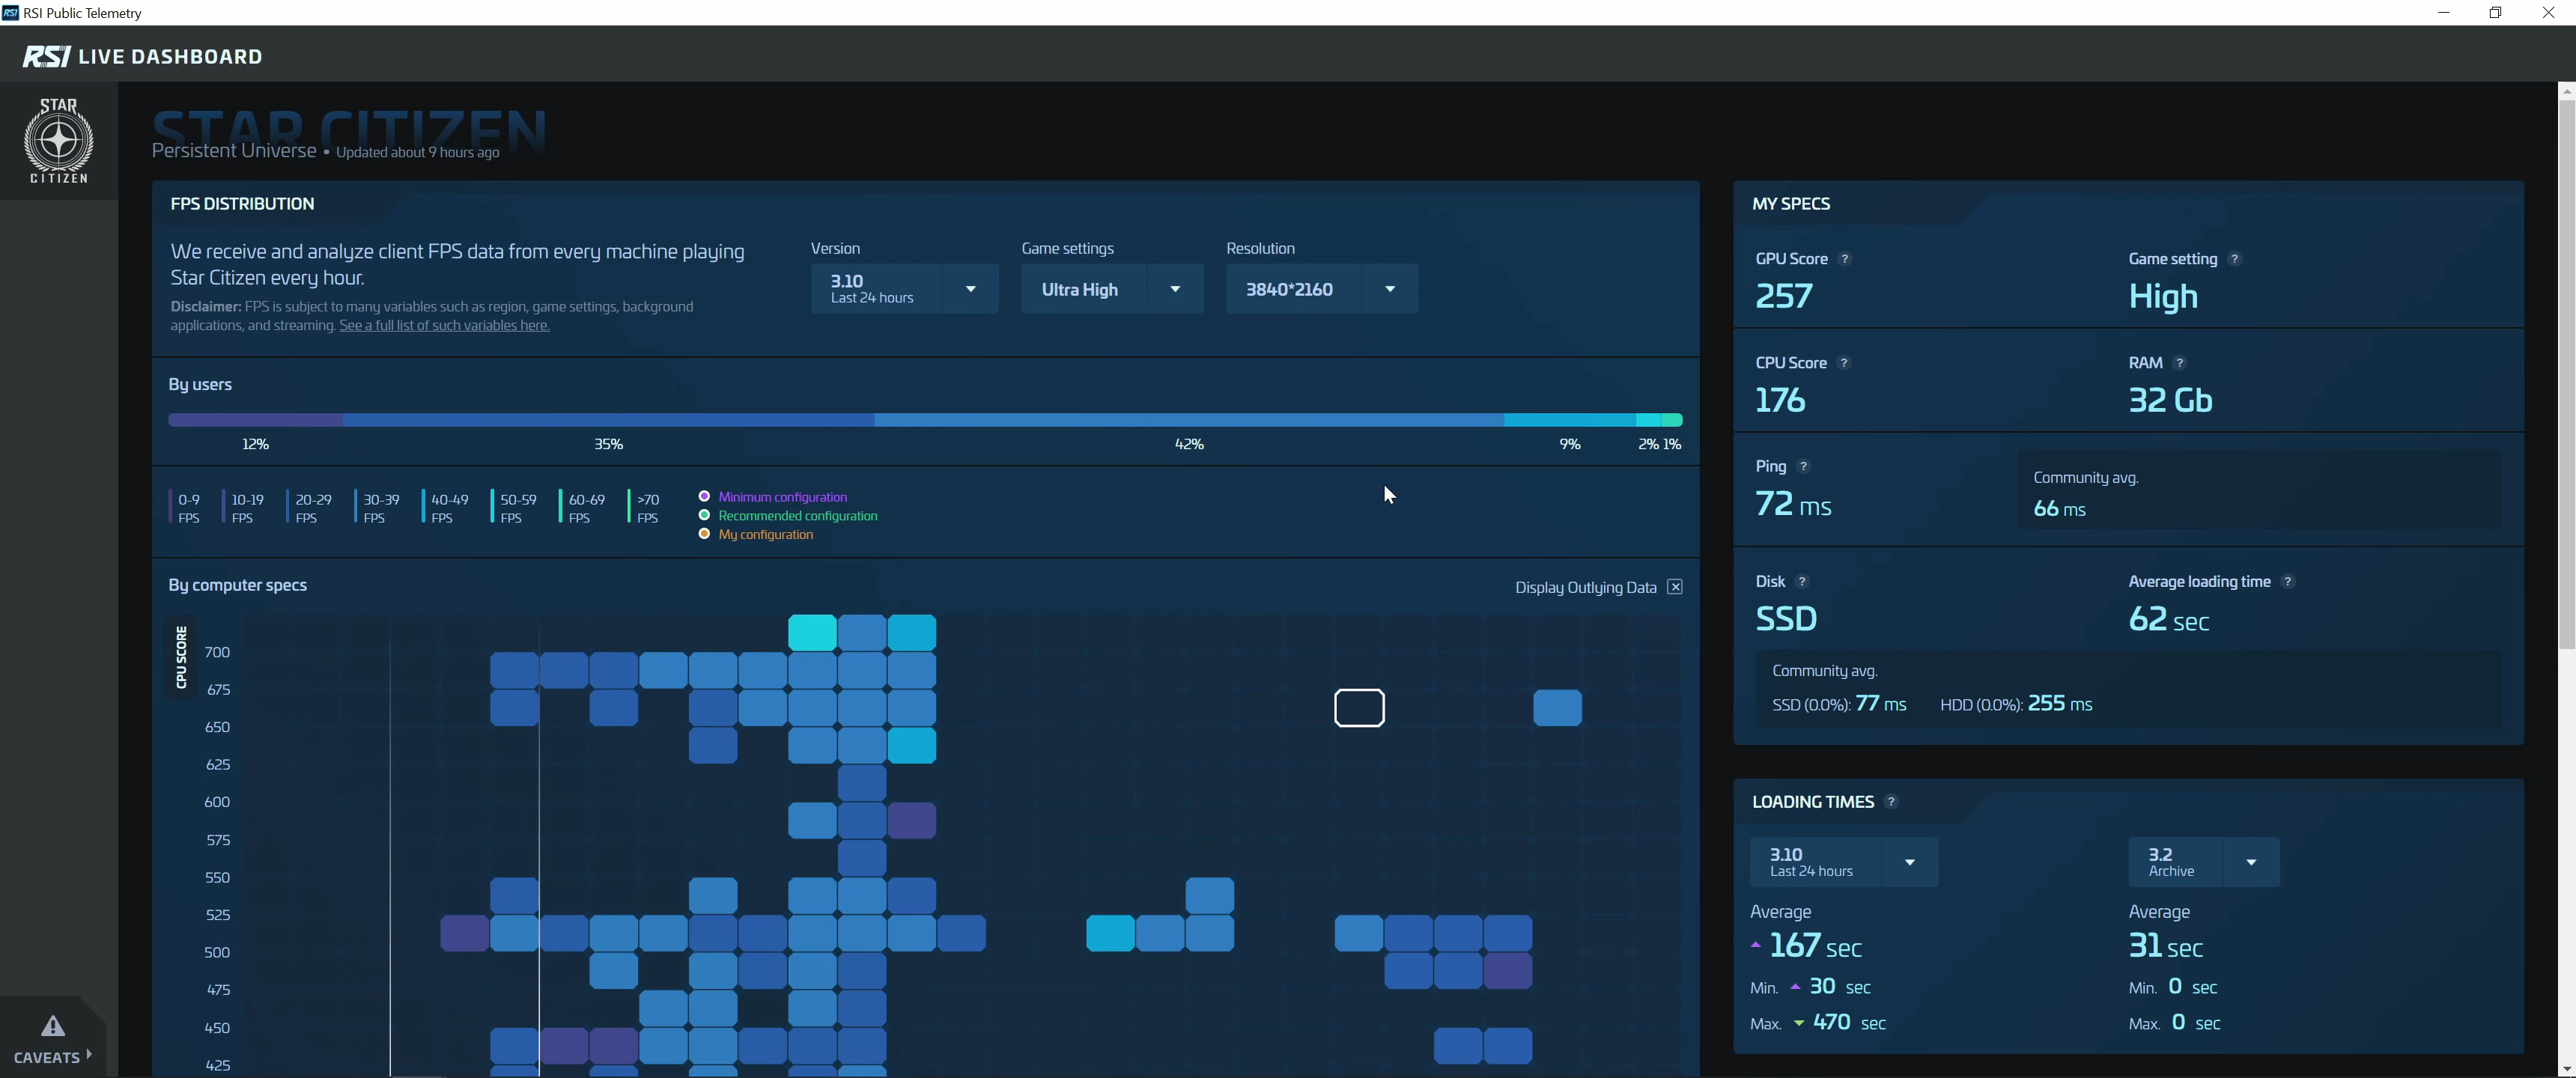 RSI RSI Public Telemetry
RSI LIVE DASHBOARD
STAR
CITIZEN
STAR CITIZEN
Persistent Universe • Updated about 9 hours ago
FPS DISTRIBUTION
We receive and analyze client FPS data from every machine playing
Star Citizen every hour.
Disclaimer: FPS is subject to many variables such as region, game settings, background
applications, and streaming. See a full list of such variables here.
Version
3.10
Last 24 hours
Game settings
Ultra High
Resolution
3840*2160
By users
12% 35% 42% 9% 2% 1%
0-9 10-19 20-29 30-39 40-49 50-59 60-69 >70
FPS FPS FPS FPS FPS FPS FPS FPS
Minimum configuration
Recommended configuration
My configuration
By computer specs
Display Outlying Data
CPU SCORE
700
675
650
625
600
575
550
525
500
475
450
425
MY SPECS
GPU Score ? Game setting ?
257 High
CPU Score ? RAM ?
176 32 Gb
Ping ?
72 ms
Community avg.
66 ms
Disk ? Average loading time ?
SSD 62 sec
Community avg.
SSD (0.0%): 77 ms HDD (0.0%): 255 ms
LOADING TIMES ?
3.10
Last 24 hours
Average
167 sec
Min. 30 sec
Max. 470 sec
3.2
Archive
Average
31 sec
Min. 0 sec
Max. 0 sec
CAVEATS